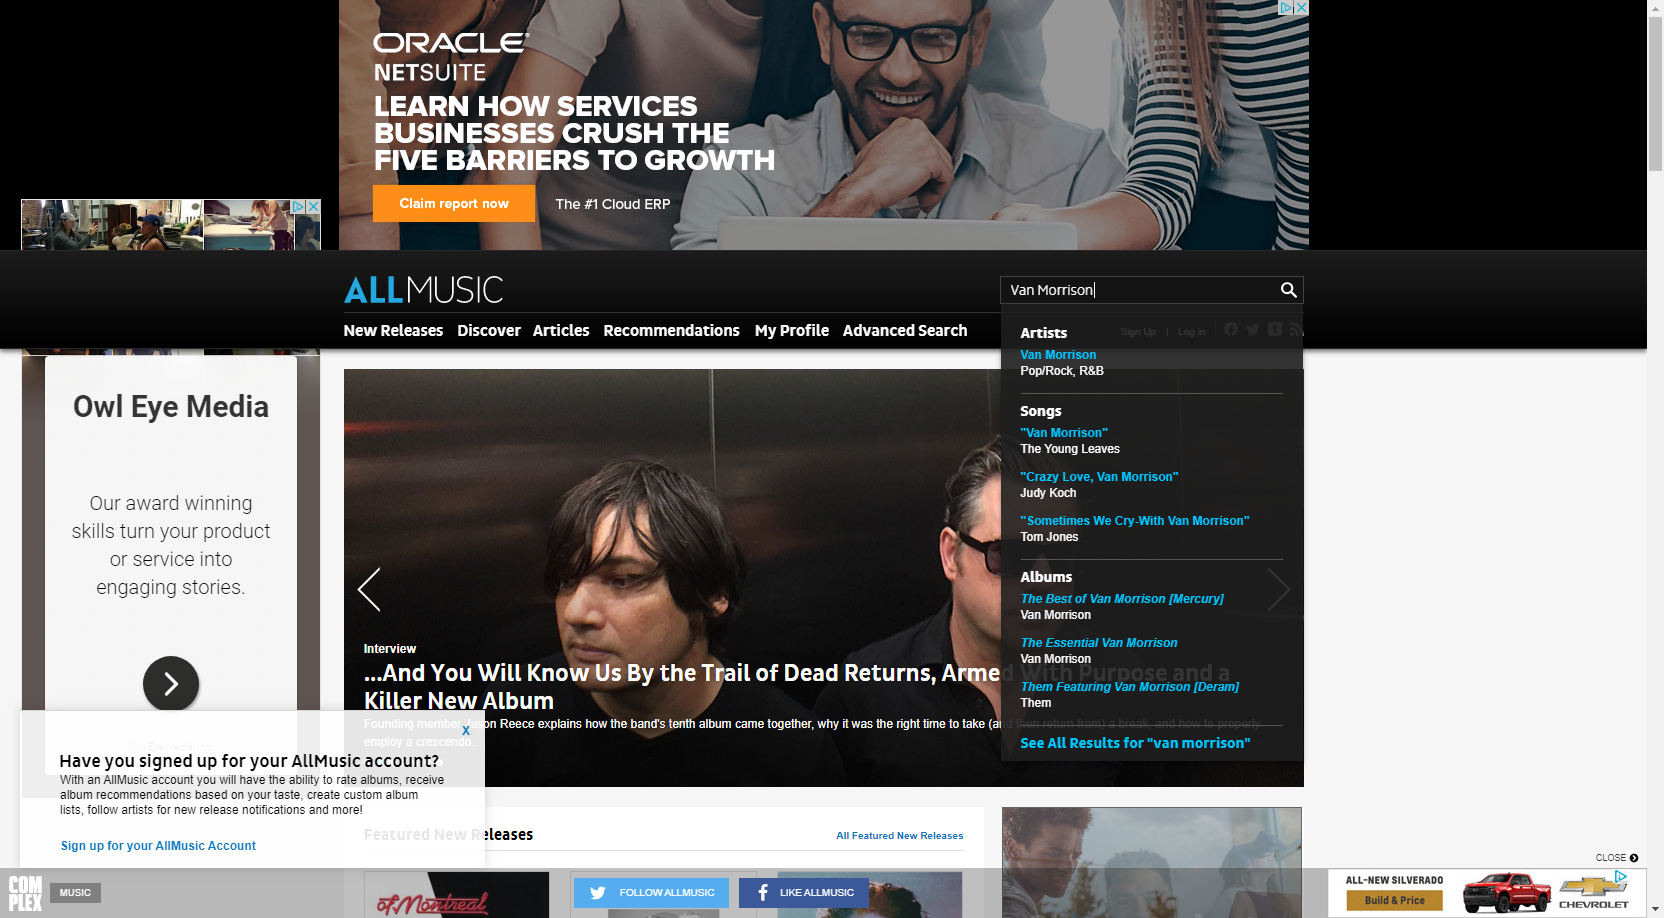 ORACLE
NETSUITE
LEARN HOW SERVICES
BUSINESSES CRUSH THE
FIVE BARRIERS TO GROWTH
Claim report now
The #1 Cloud ERP
ALLMUSIC
Van Morrison
New Releases
Discover
Articles
Recommendations
My Profile
Advanced Search
Sign Up | Log in
Artists
Van Morrison
Pop/Rock, R&B
Songs
"Van Morrison"
The Young Leaves
"Crazy Love, Van Morrison"
Judy Koch
"Sometimes We Cry-With Van Morrison"
Tom Jones
Albums
The Best of Van Morrison [Mercury]
Van Morrison
The Essential Van Morrison
Van Morrison
Them Featuring Van Morrison [Deram]
Them
See All Results for "van morrison"
Owl Eye Media
Our award winning
skills turn your product
or service into
engaging stories.
Interview
...And You Will Know Us By the Trail of Dead Returns, Armed With Purpose and a
Killer New Album
Founding member Jason Reece explains how the band's tenth album came together, why it was the right time to take (and then return from) a break, and how to properly
employ a crescendo.
X
Have you signed up for your AllMusic account?
With an AllMusic account you will have the ability to rate albums, receive
album recommendations based on your taste, create custom album
lists, follow artists for new release notifications and more!
Sign up for your AllMusic Account
Featured New Releases
All Featured New Releases
of Montreal
COM
PLEX
MUSIC
FOLLOW ALLMUSIC
LIKE ALLMUSIC
CLOSE
ALL-NEW SILVERADO
Build & Price
CHEVROLET